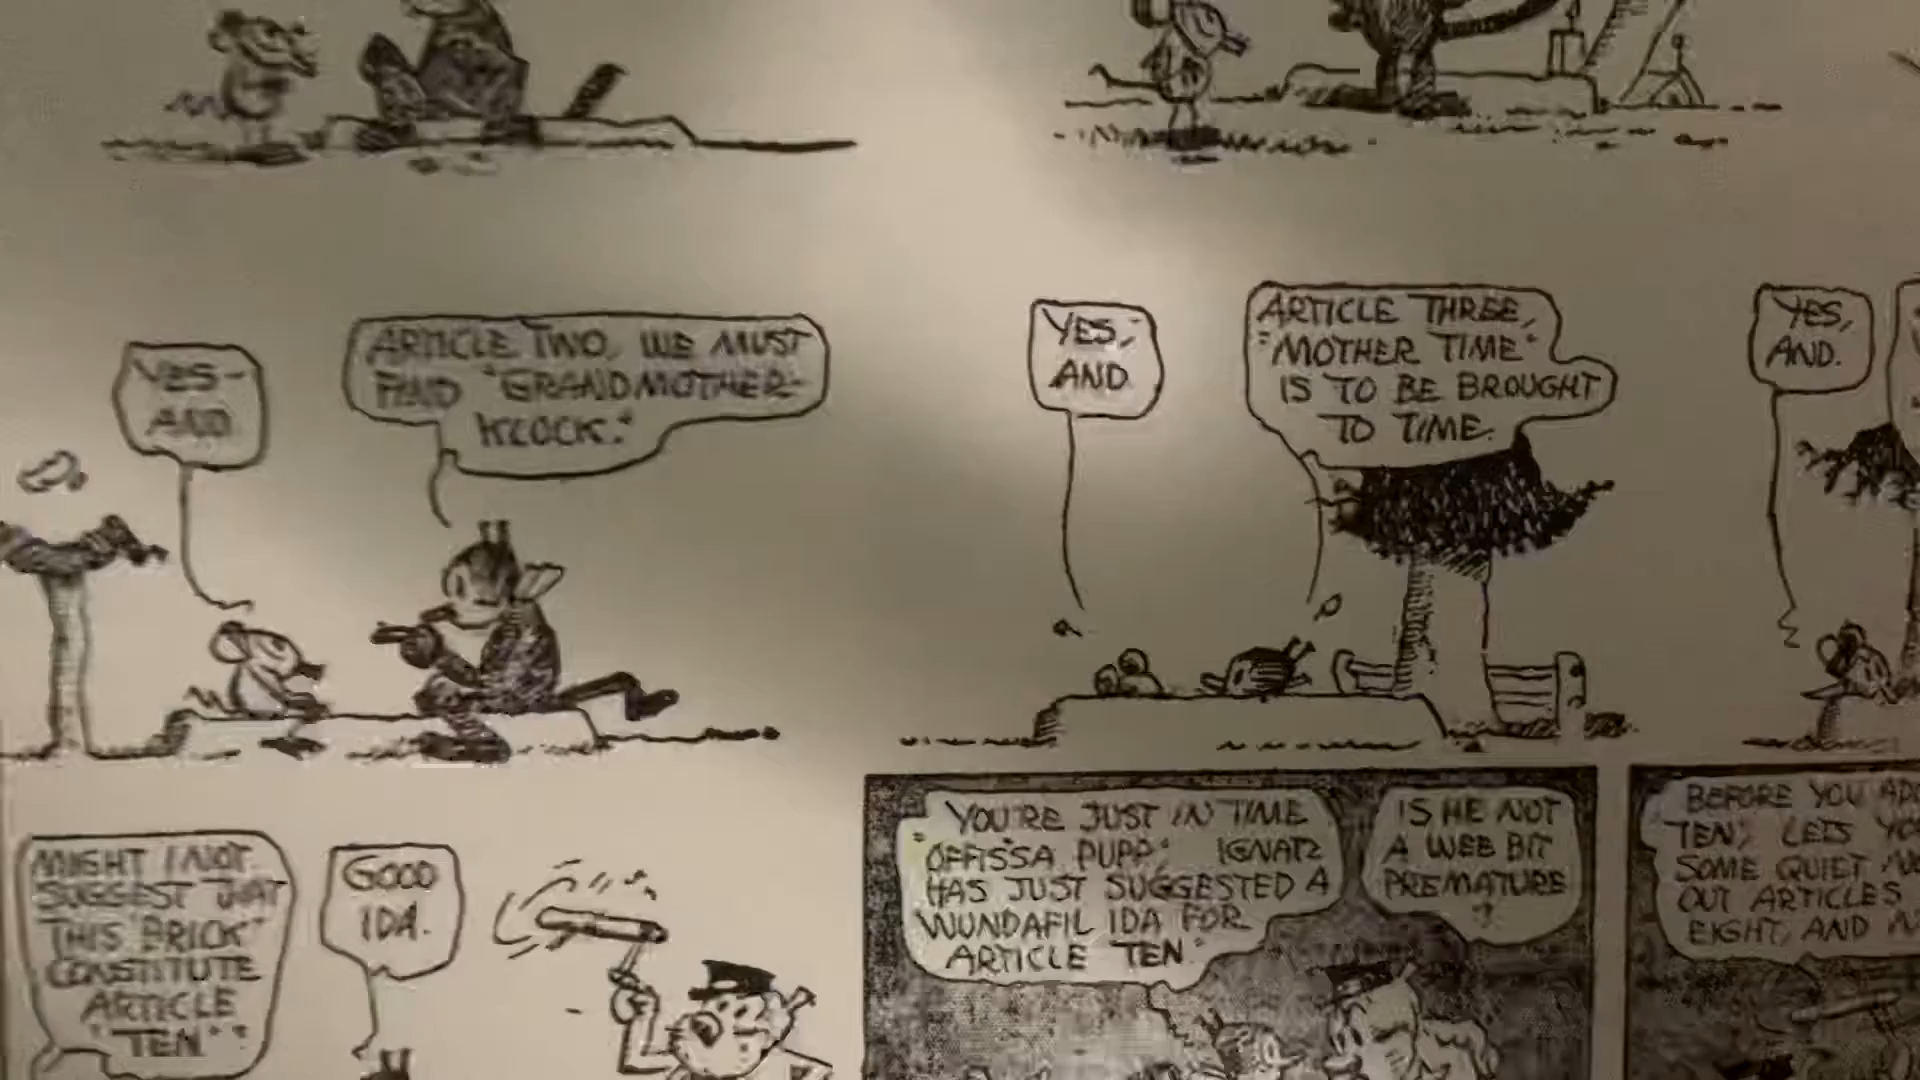 YES-
AND
ARTICLE TWO, WE MUST
FIND "GRANDMOTHER-
KLOCK."
YES,
AND
ARTICLE THREE,
"MOTHER TIME"
IS TO BE BROUGHT
TO TIME.
YES,
AND.
MIGHT I NOT
SUGGEST THAT
THIS "BRICK"
CONSTITUTE
ARTICLE
"TEN"?
GOOD
IDA.
YOU'RE JUST IN TIME
"OFFISSA PUPP," IGNATZ
HAS JUST SUGGESTED A
WUNDAFIL IDA FOR
ARTICLE "TEN"
IS HE NOT
A WEE BIT
PREMATURE
?
BEFORE YOU
TEN, LETS
SOME QUIET
OUT ARTICLES
EIGHT, AND